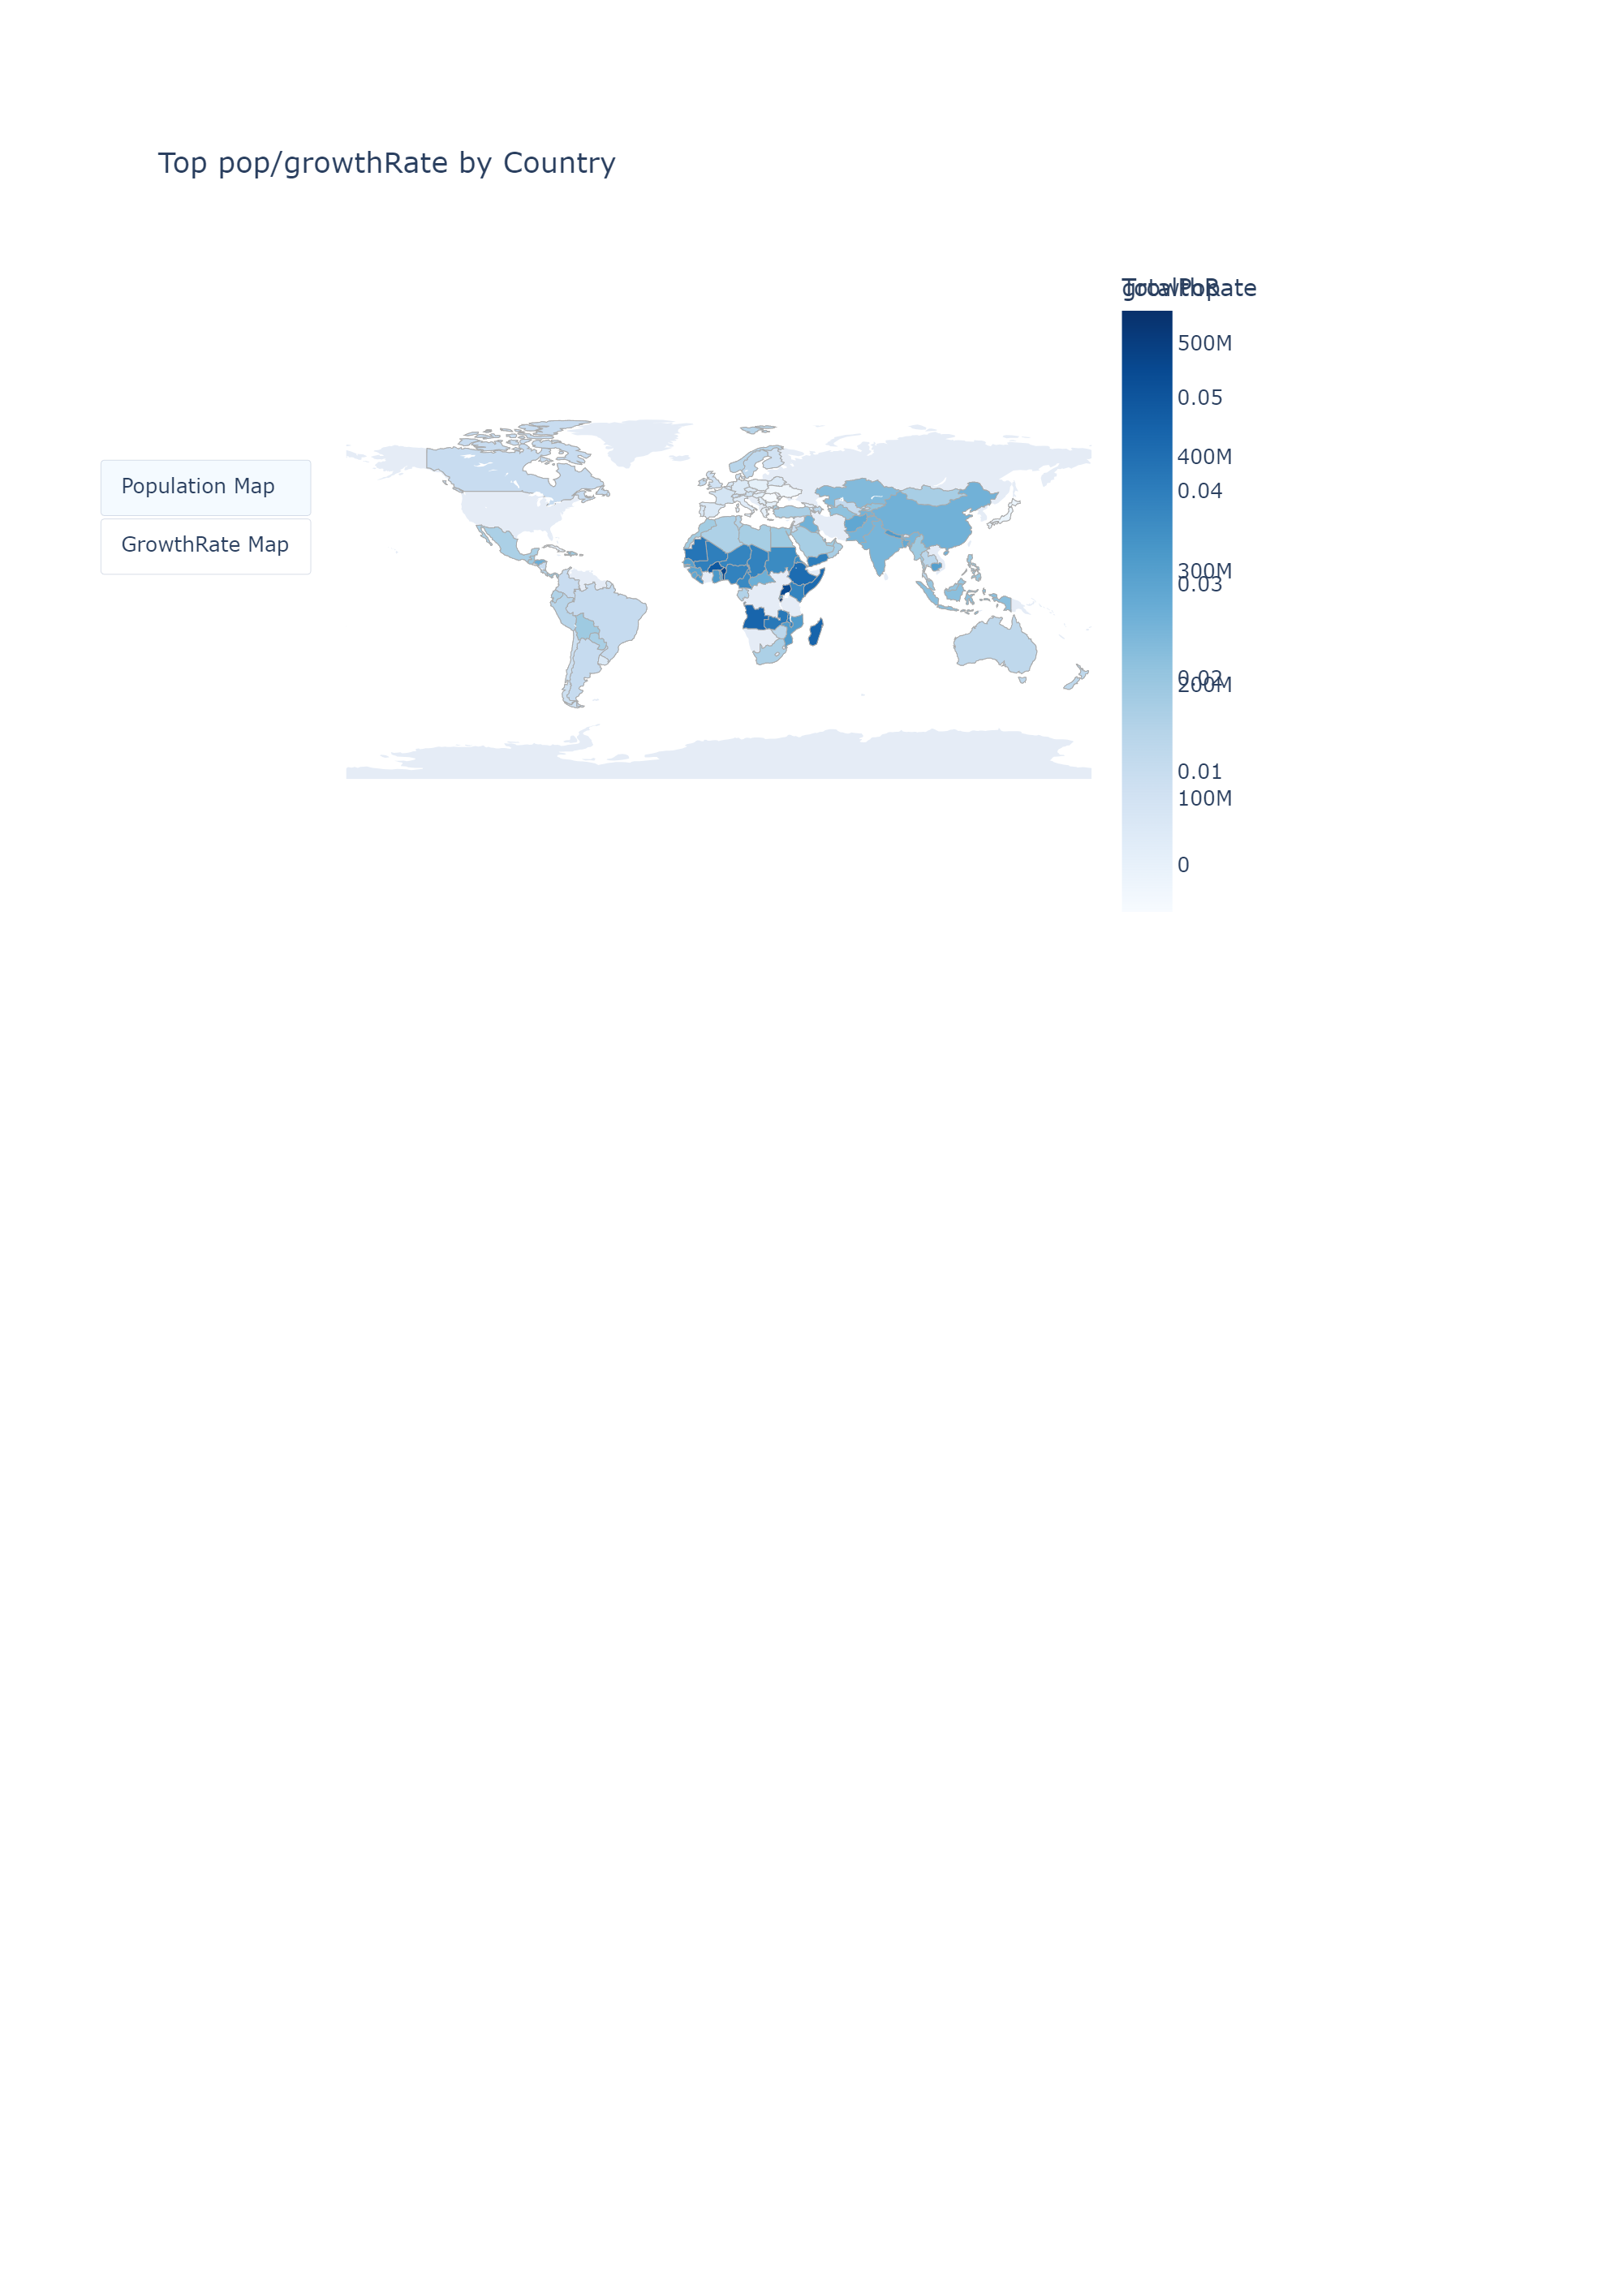 Top pop/growthRate by Country
TotalPop
growthRate
500M
0.05
400M
0.04
Population Map
GrowthRate Map
300M
0.03
0.02
200M
0.01
100M
0